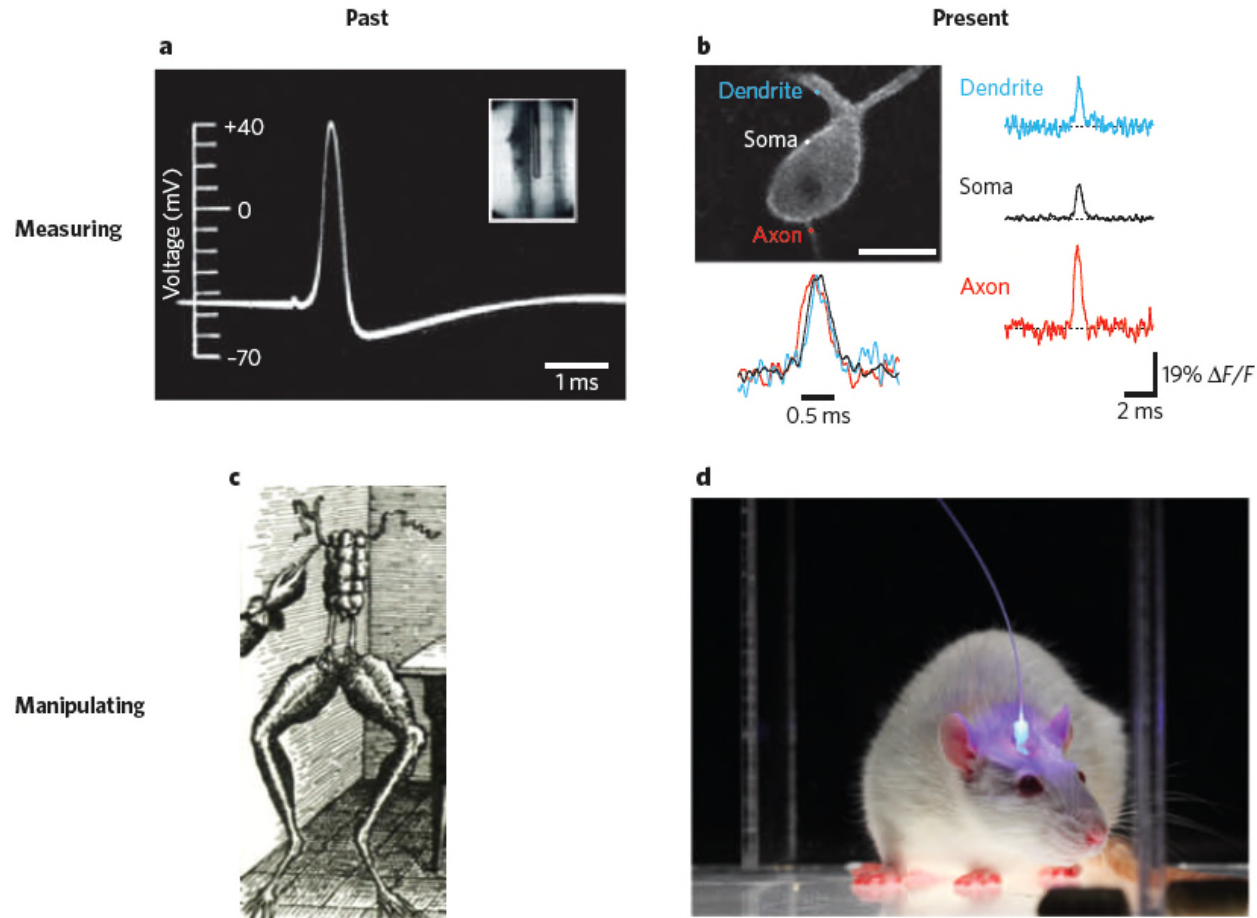 Past
Present
a
b
Measuring
Voltage (mV)
+40
0
–70
1 ms
Dendrite
Soma
Axon
0.5 ms
Dendrite
Soma
Axon
19% ΔF/F
2 ms
Manipulating
c
d